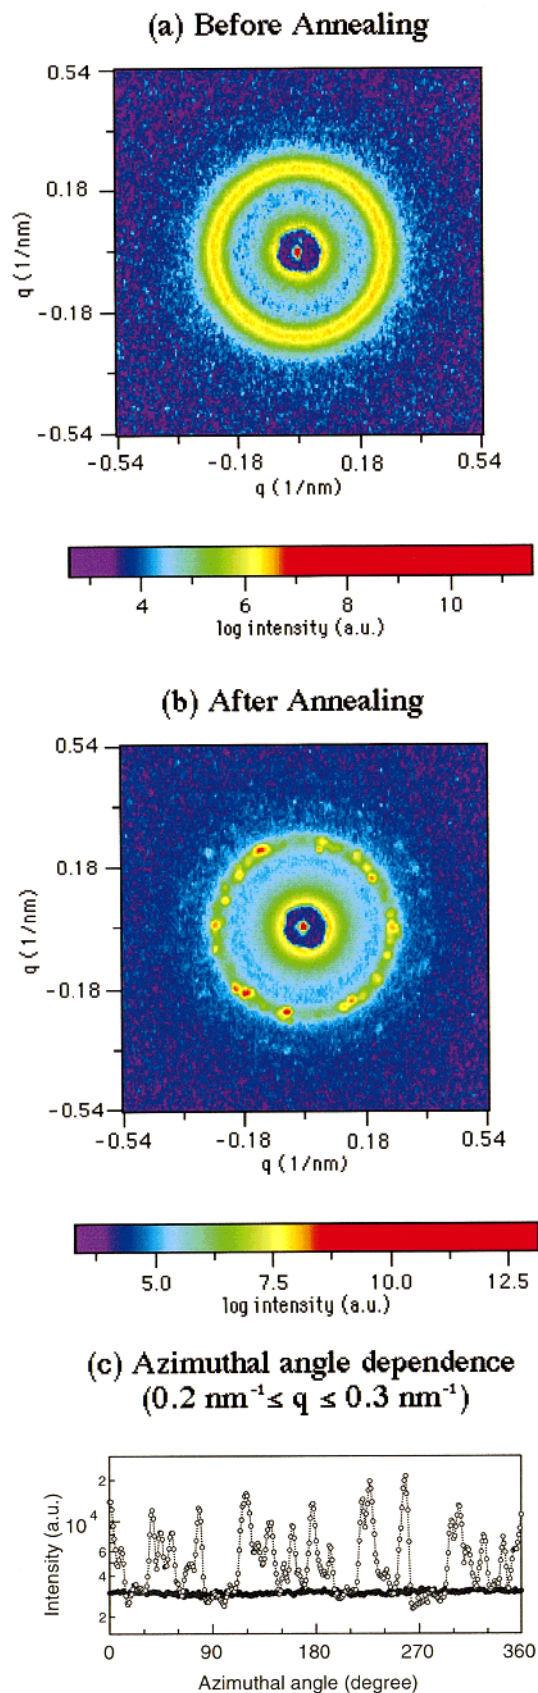 (a) Before Annealing
0.54
0.18
-0.18
-0.54
q (1/nm)
-0.54
-0.18
0.18
0.54
q (1/nm)
4
6
8
10
log intensity (a.u.)
(b) After Annealing
0.54
0.18
-0.18
-0.54
q (1/nm)
-0.54
-0.18
0.18
0.54
q (1/nm)
5.0
7.5
10.0
12.5
log intensity (a.u.)
(c) Azimuthal angle dependence
(0.2 nm⁻¹≤ q ≤ 0.3 nm⁻¹)
Intensity (a.u.)
2
10⁴
6
4
2
0
90
180
270
360
Azimuthal angle (degree)